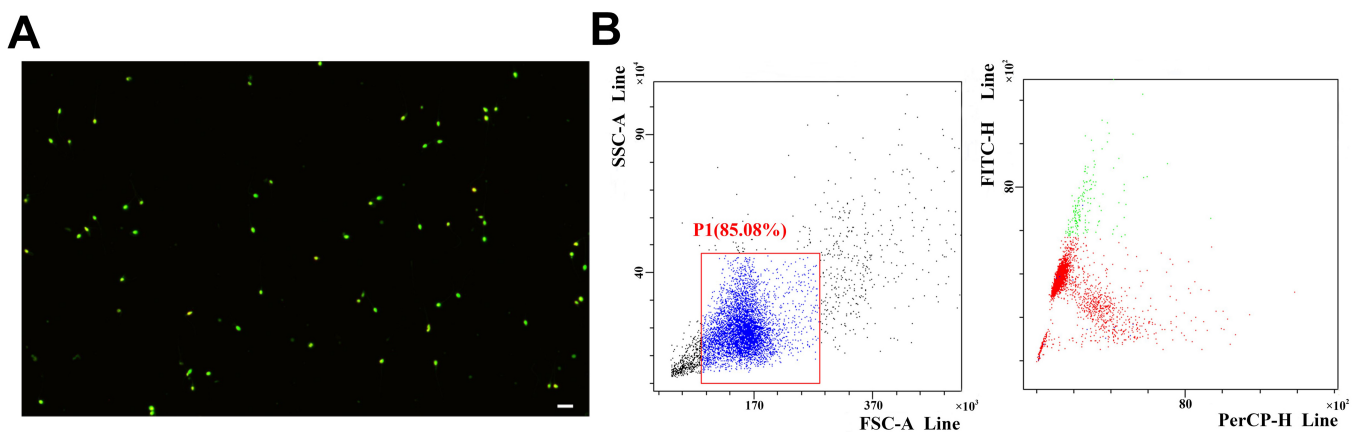 A
B
×10⁴
SSC-A Line
90
40
P1(85.08%)
170
370
×10³
FSC-A Line
×10²
FITC-H Line
80
80
×10²
PerCP-H Line